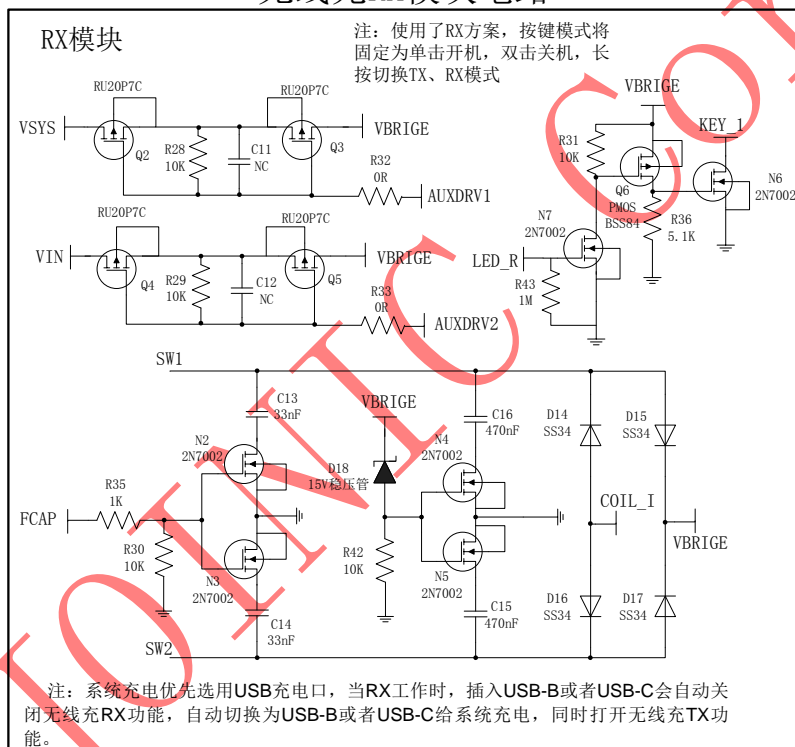 RX模块
注：使用了RX方案，按键模式将
固定为单击开机，双击关机，长
按切换TX、RX模式
RU20P7C
RU20P7C
VSYS
VBRIGE
Q2
R28
10K
C11
NC
Q3
R32
0R
AUXDRV1
RU20P7C
RU20P7C
VIN
VBRIGE
Q4
R29
10K
C12
NC
Q5
R33
0R
AUXDRV2
VBRIGE
R31
10K
KEY_1
Q6
PMOS
BSS84
N6
2N7002
R36
5.1K
N7
2N7002
LED_R
R43
1M
SW1
C13
33nF
VBRIGE
C16
470nF
D14
SS34
D15
SS34
N2
2N7002
D18
15V稳压管
N4
2N7002
R35
1K
FCAP
COIL_I
VBRIGE
R30
10K
N3
2N7002
R42
10K
N5
2N7002
C14
33nF
C15
470nF
D16
SS34
D17
SS34
SW2
注：系统充电优先选用USB充电口，当RX工作时，插入USB-B或者USB-C会自动关
闭无线充RX功能，自动切换为USB-B或者USB-C给系统充电，同时打开无线充TX功
能。